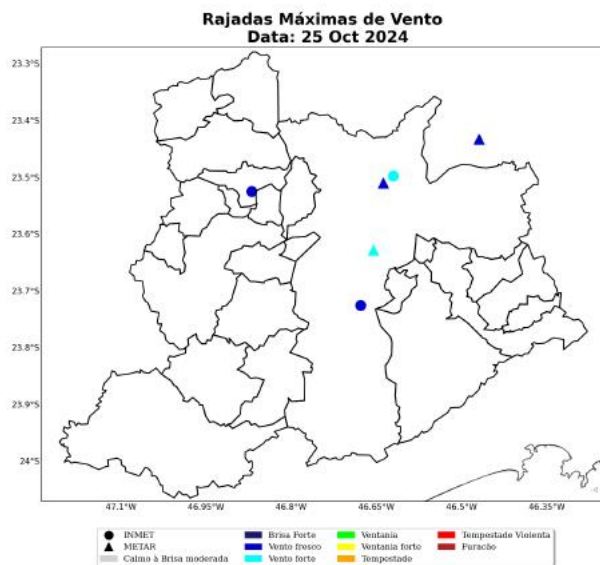 Rajadas Máximas de Vento
Data: 25 Oct 2024
23.3°S
23.4°S
23.5°S
23.6°S
23.7°S
23.8°S
23.9°S
24°S
47.1°W
46.95°W
46.8°W
46.65°W
46.5°W
46.35°W
INMET
METAR
Calmo à Brisa moderada
Brisa Forte
Vento fresco
Vento forte
Ventania
Ventania forte
Tempestade
Tempestade Violenta
Furacão